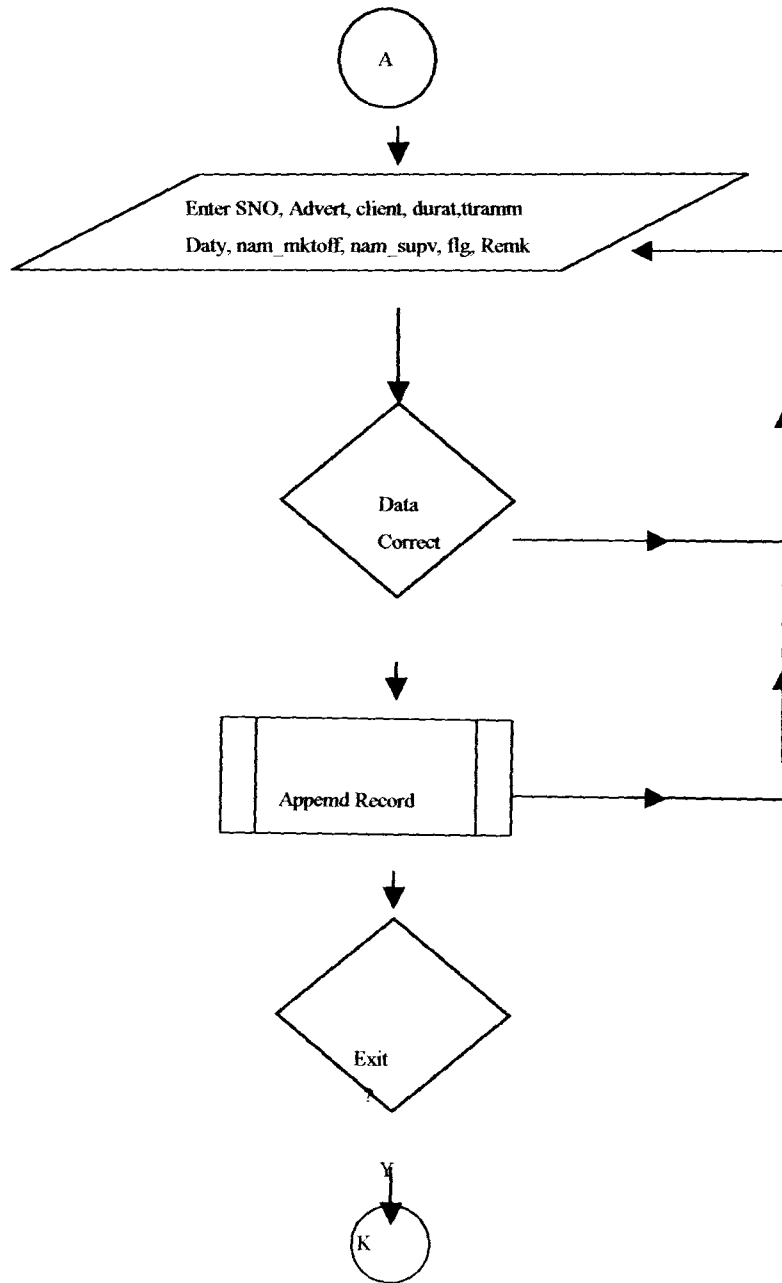 A
Enter SNO, Advert, client, durat,ttramm
Daty, nam_mktoff, nam_supv, flg, Remk
Data
Correct
Appemd Record
Exit
?
Y
K